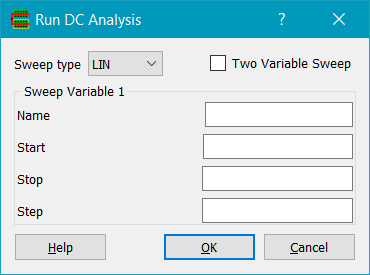 Run DC Analysis ?
Sweep type LIN Two Variable Sweep
Sweep Variable 1
Name
Start
Stop
Step
Help OK Cancel